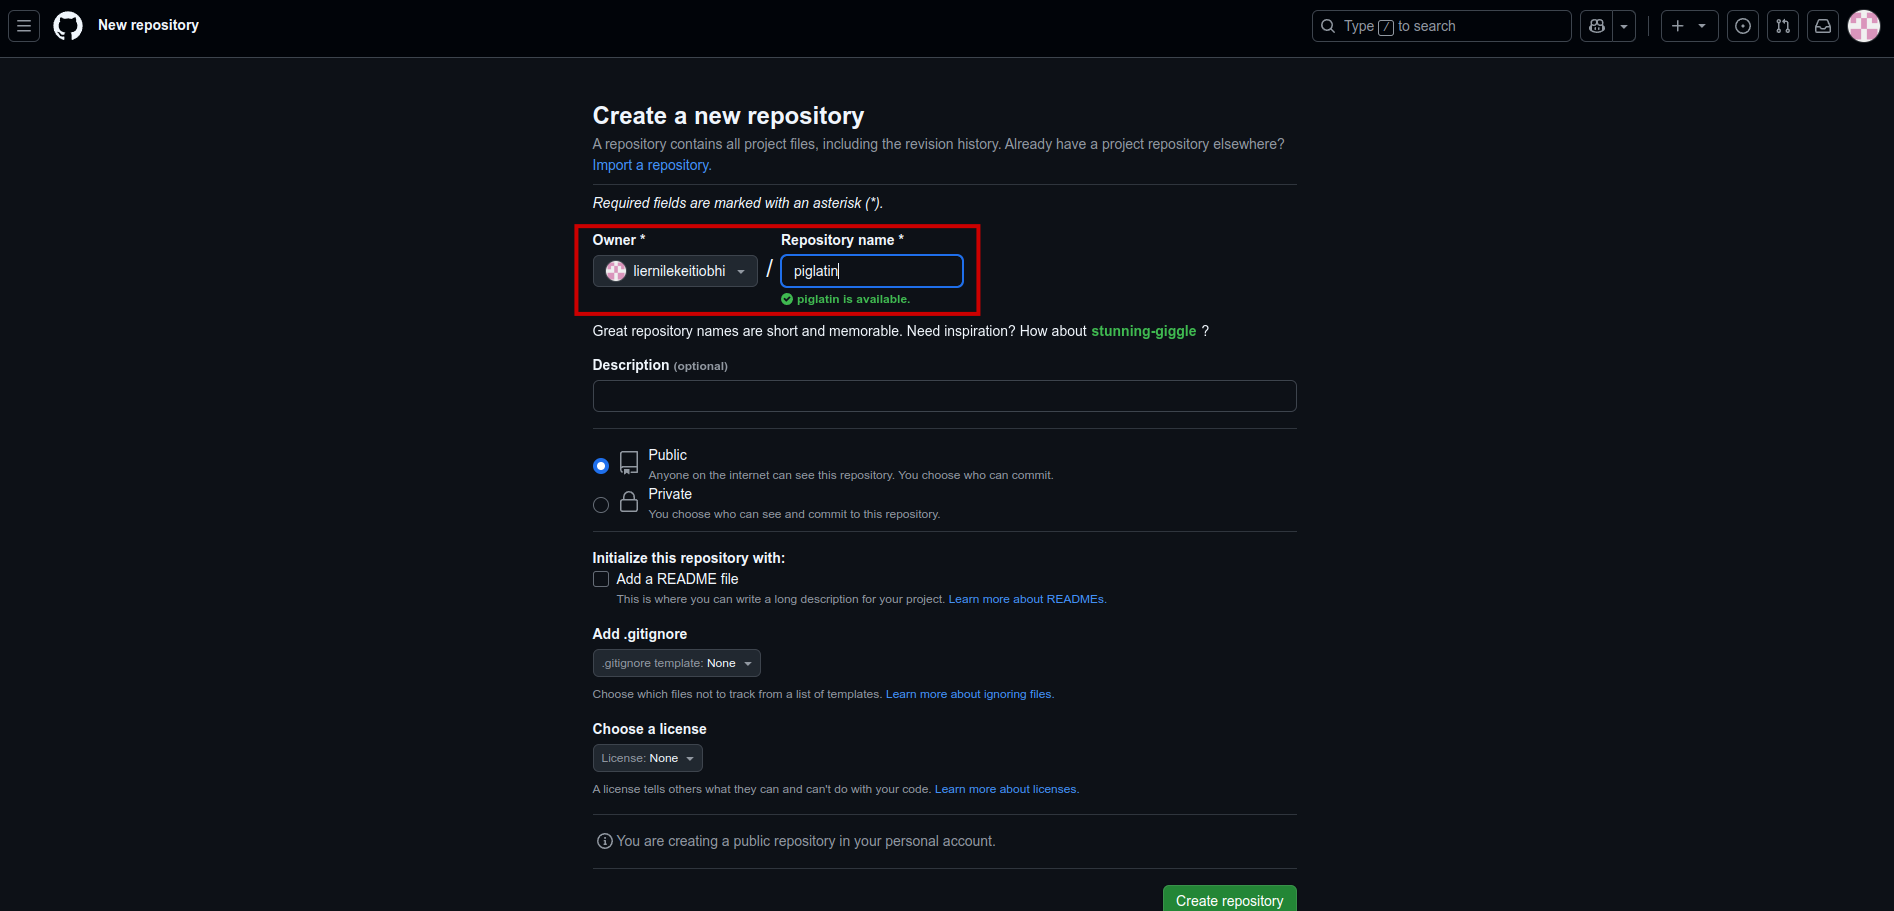 New repository
Type / to search
Create a new repository
A repository contains all project files, including the revision history. Already have a project repository elsewhere?
Import a repository.
Required fields are marked with an asterisk (*).
Owner * Repository name *
liernilekeitiobhi / piglatin
piglatin is available.
Great repository names are short and memorable. Need inspiration? How about stunning-giggle ?
Description (optional)
Public
Anyone on the internet can see this repository. You choose who can commit.
Private
You choose who can see and commit to this repository.
Initialize this repository with:
Add a README file
This is where you can write a long description for your project. Learn more about READMEs.
Add .gitignore
.gitignore template: None
Choose which files not to track from a list of templates. Learn more about ignoring files.
Choose a license
License: None
A license tells others what they can and can't do with your code. Learn more about licenses.
You are creating a public repository in your personal account.
Create repository